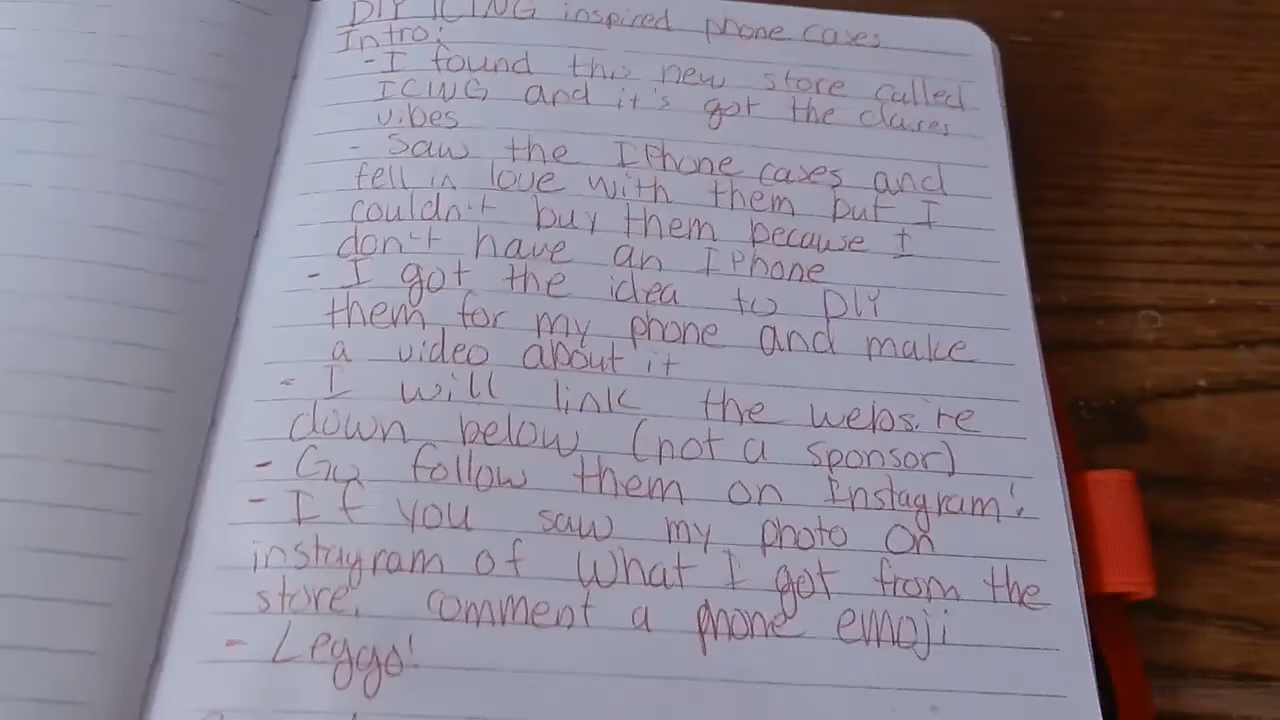 DIY ICING inspired phone cases
Intro:
- I found this new store called
ICING and it's got the claires
vibes
- Saw the IPhone cases and
fell in love with them but I
couldn't buy them because I
don't have an IPhone
- I got the idea to DIY
them for my phone and make
a video about it
- I will link the website
down below (not a sponsor)
- Go follow them on Instagram!
- If you saw my photo on
instagram of what I got from the
store, comment a phone emoji
- Leggo!